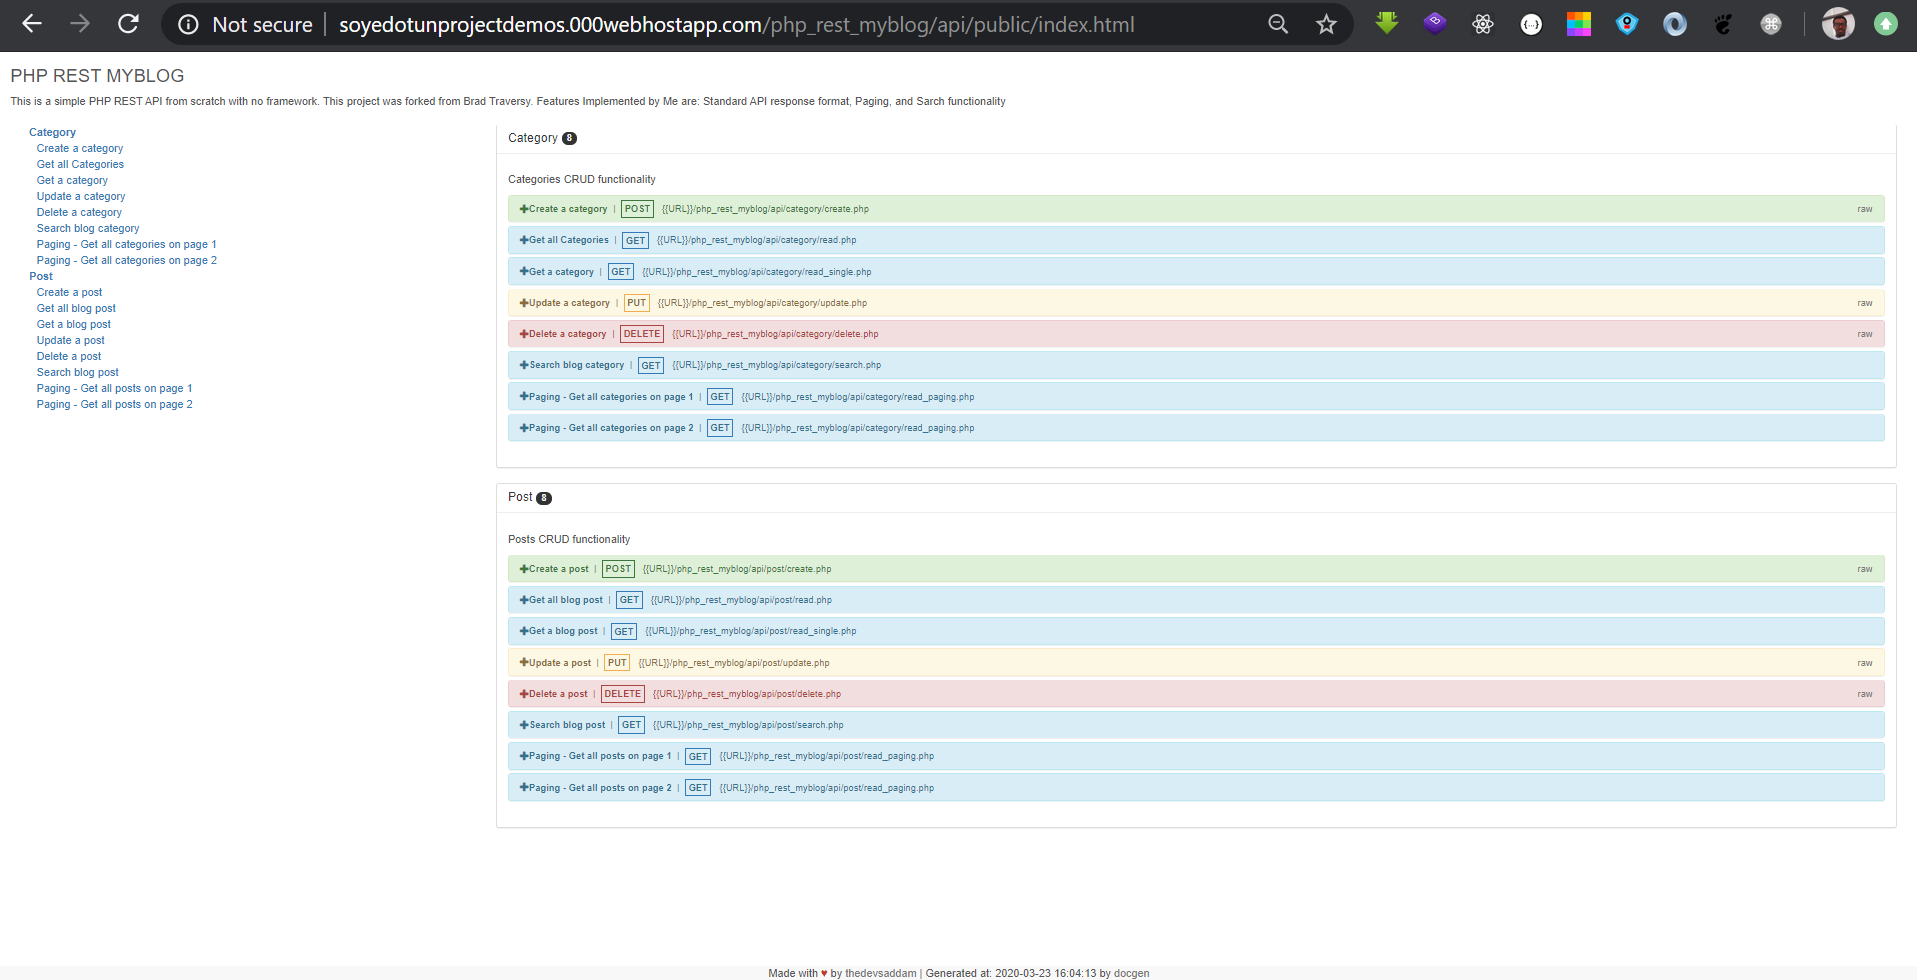 Not secure | soyedotunprojectdemos.000webhostapp.com/php_rest_myblog/api/public/index.html
PHP REST MYBLOG
This is a simple PHP REST API from scratch with no framework. This project was forked from Brad Traversy. Features Implemented by Me are: Standard API response format, Paging, and Sarch functionality
Category
Create a category
Get all Categories
Get a category
Update a category
Delete a category
Search blog category
Paging - Get all categories on page 1
Paging - Get all categories on page 2
Post
Create a post
Get all blog post
Get a blog post
Update a post
Delete a post
Search blog post
Paging - Get all posts on page 1
Paging - Get all posts on page 2
Category 8
Categories CRUD functionality
Create a category | POST {{URL}}/php_rest_myblog/api/category/create.php raw
Get all Categories | GET {{URL}}/php_rest_myblog/api/category/read.php
Get a category | GET {{URL}}/php_rest_myblog/api/category/read_single.php
Update a category | PUT {{URL}}/php_rest_myblog/api/category/update.php raw
Delete a category | DELETE {{URL}}/php_rest_myblog/api/category/delete.php raw
Search blog category | GET {{URL}}/php_rest_myblog/api/category/search.php
Paging - Get all categories on page 1 | GET {{URL}}/php_rest_myblog/api/category/read_paging.php
Paging - Get all categories on page 2 | GET {{URL}}/php_rest_myblog/api/category/read_paging.php
Post 8
Posts CRUD functionality
Create a post | POST {{URL}}/php_rest_myblog/api/post/create.php raw
Get all blog post | GET {{URL}}/php_rest_myblog/api/post/read.php
Get a blog post | GET {{URL}}/php_rest_myblog/api/post/read_single.php
Update a post | PUT {{URL}}/php_rest_myblog/api/post/update.php raw
Delete a post | DELETE {{URL}}/php_rest_myblog/api/post/delete.php raw
Search blog post | GET {{URL}}/php_rest_myblog/api/post/search.php
Paging - Get all posts on page 1 | GET {{URL}}/php_rest_myblog/api/post/read_paging.php
Paging - Get all posts on page 2 | GET {{URL}}/php_rest_myblog/api/post/read_paging.php
Made with ♥ by thedevsaddam | Generated at: 2020-03-23 16:04:13 by docgen